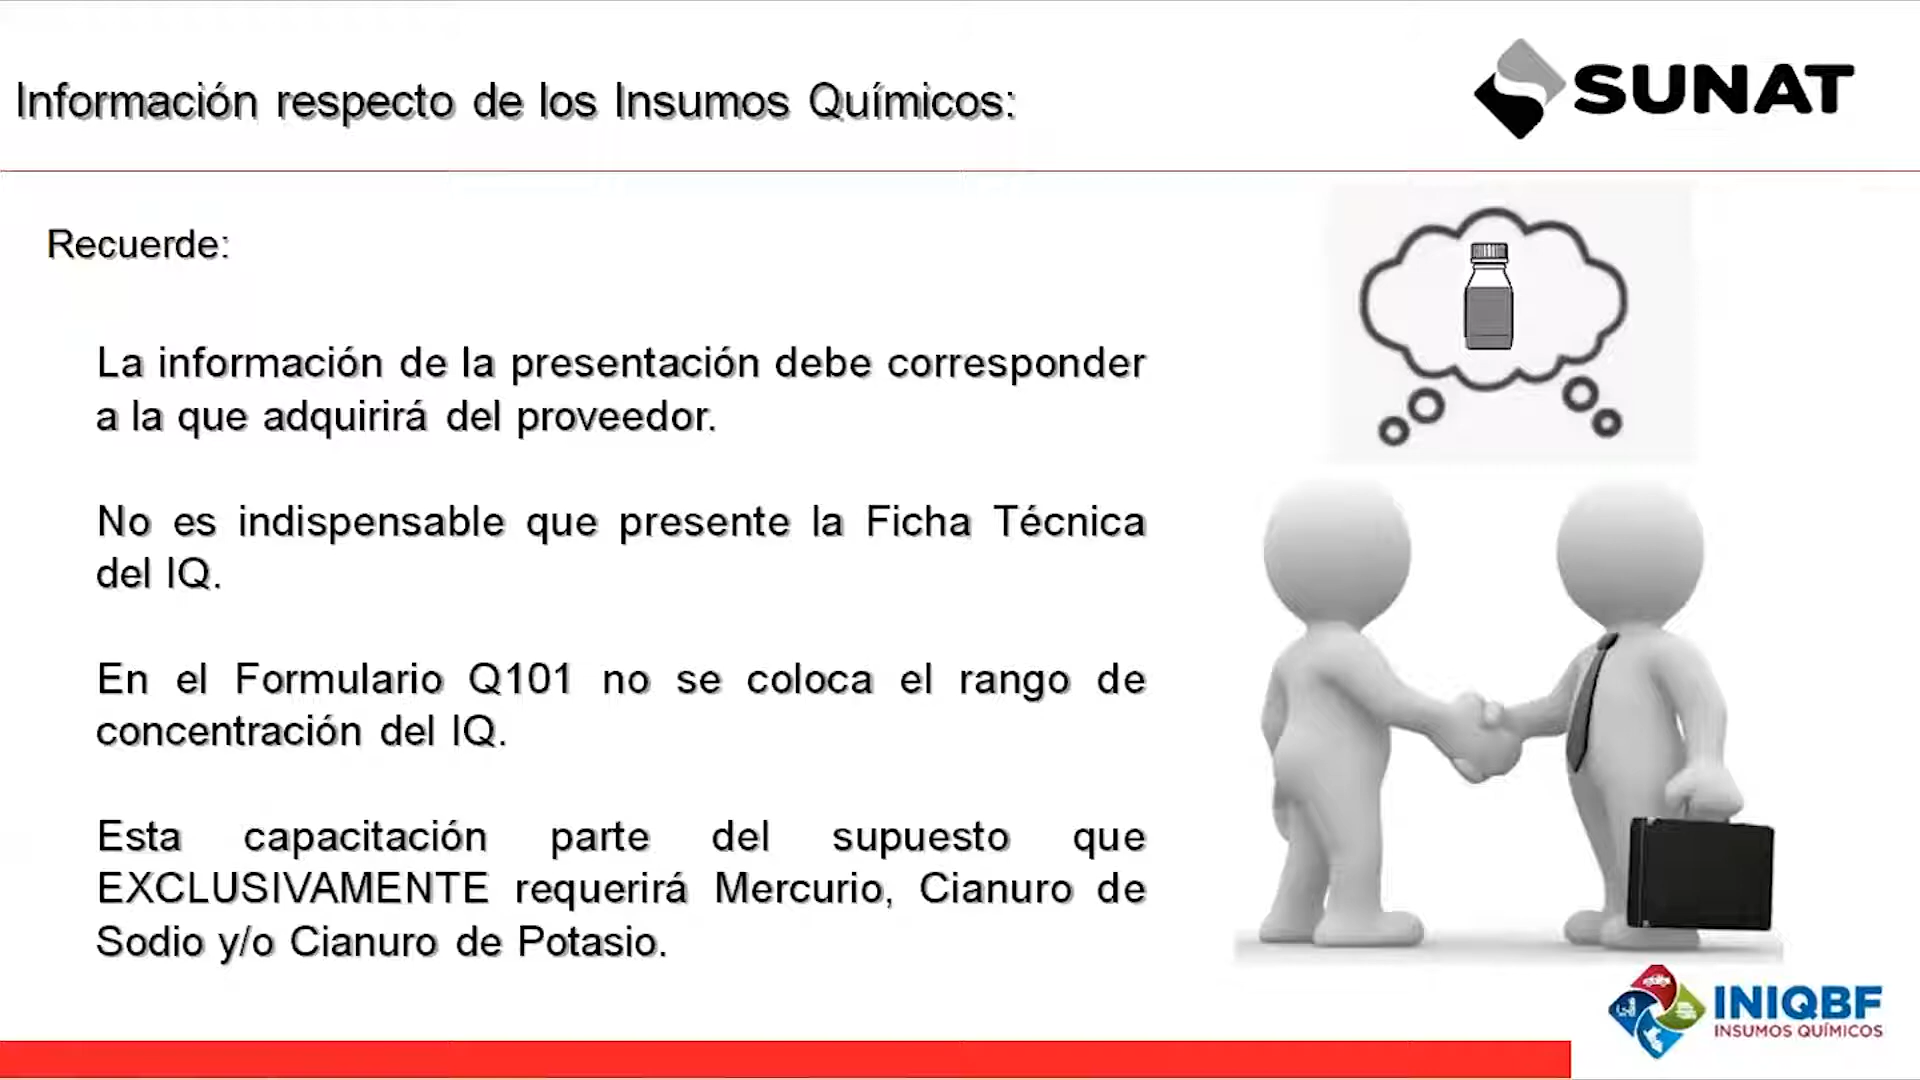 Información respecto de los Insumos Químicos:
SUNAT
Recuerde:
La información de la presentación debe corresponder
a la que adquirirá del proveedor.
No es indispensable que presente la Ficha Técnica
del IQ.
En el Formulario Q101 no se coloca el rango de
concentración del IQ.
Esta capacitación parte del supuesto que
EXCLUSIVAMENTE requerirá Mercurio, Cianuro de
Sodio y/o Cianuro de Potasio.
INIQBF
INSUMOS QUÍMICOS